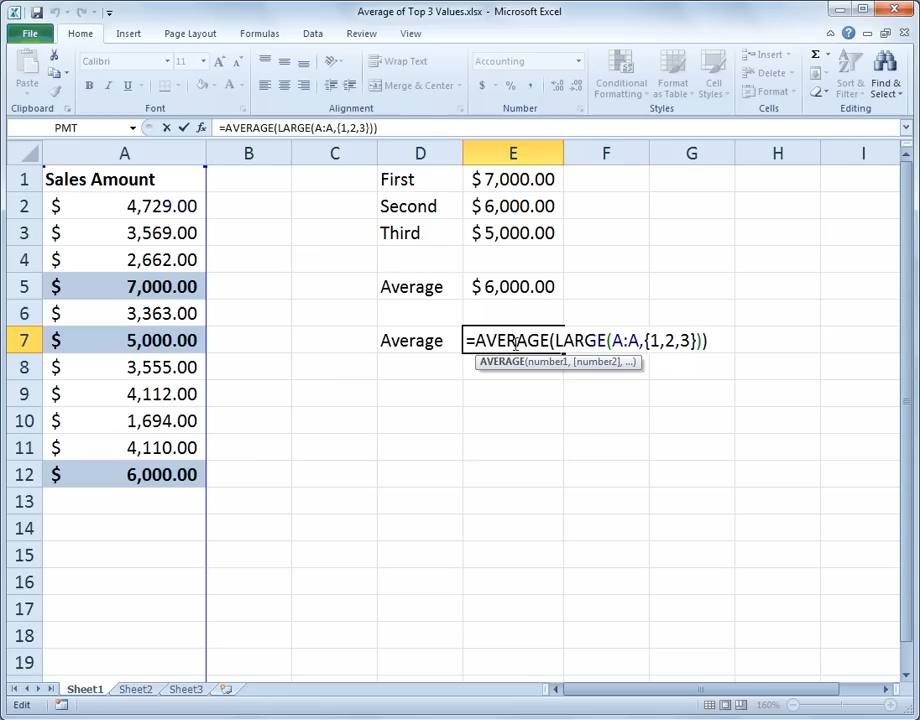 Average of Top 3 Values.xlsx - Microsoft Excel
File Home Insert Page Layout Formulas Data Review View
Paste
Calibri 11 Wrap Text Accounting
B I U Merge & Center $ % ,
Conditional Formatting Format as Table Cell Styles
Insert
Delete
Format
Σ Sort & Filter Find & Select
Clipboard Font Alignment Number Styles Cells Editing
PMT fx =AVERAGE(LARGE(A:A,{1,2,3}))
A B C D E F G H I
1 Sales Amount First $ 7,000.00
2 $ 4,729.00 Second $ 6,000.00
3 $ 3,569.00 Third $ 5,000.00
4 $ 2,662.00
5 $ 7,000.00 Average $ 6,000.00
6 $ 3,363.00
7 $ 5,000.00 Average =AVERAGE(LARGE(A:A,{1,2,3}))
AVERAGE(number1, [number2], ...)
8 $ 3,555.00
9 $ 4,112.00
10 $ 1,694.00
11 $ 4,110.00
12 $ 6,000.00
13
14
15
16
17
18
19
Sheet1 Sheet2 Sheet3
Edit 160%